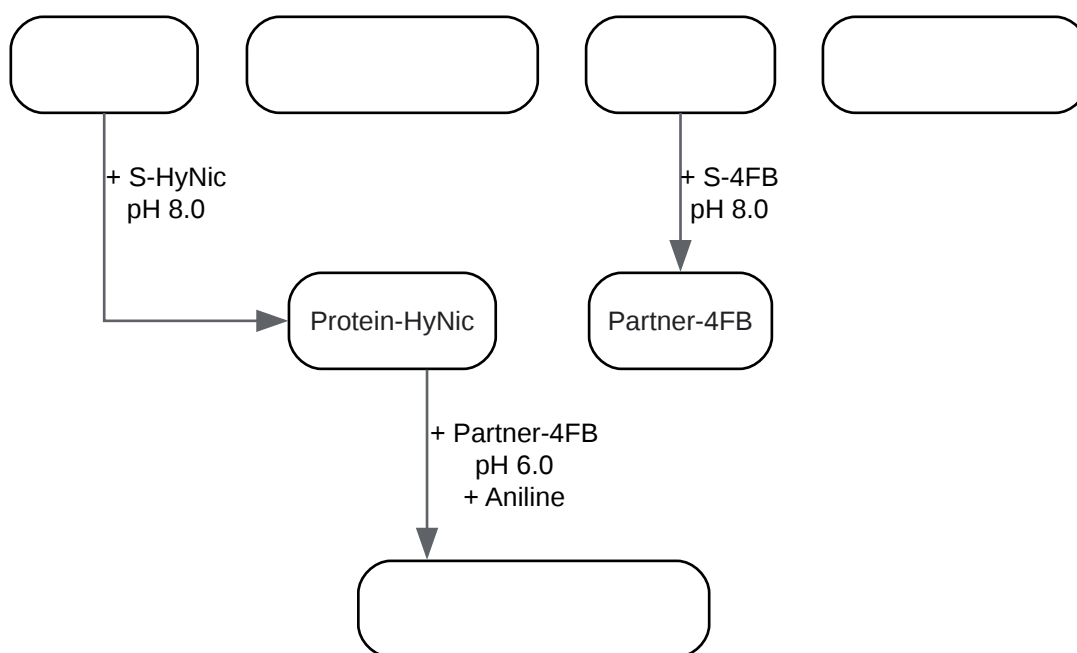 + S-HyNic
pH 8.0
+ S-4FB
pH 8.0
Protein-HyNic
Partner-4FB
+ Partner-4FB
pH 6.0
+ Aniline